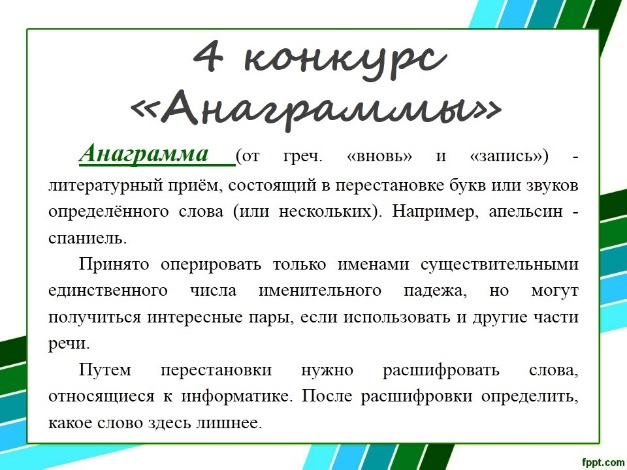 4 конкурс
«Анаграммы»
Анаграмма (от греч. «вновь» и «запись») -
литературный приём, состоящий в перестановке букв или звуков
определённого слова (или нескольких). Например, апельсин -
спаниель.
Принято оперировать только именами существительными
единственного числа именительного падежа, но могут
получиться интересные пары, если использовать и другие части
речи.
Путем перестановки нужно расшифровать слова,
относящиеся к информатике. После расшифровки определить,
какое слово здесь лишнее.
fppt.com